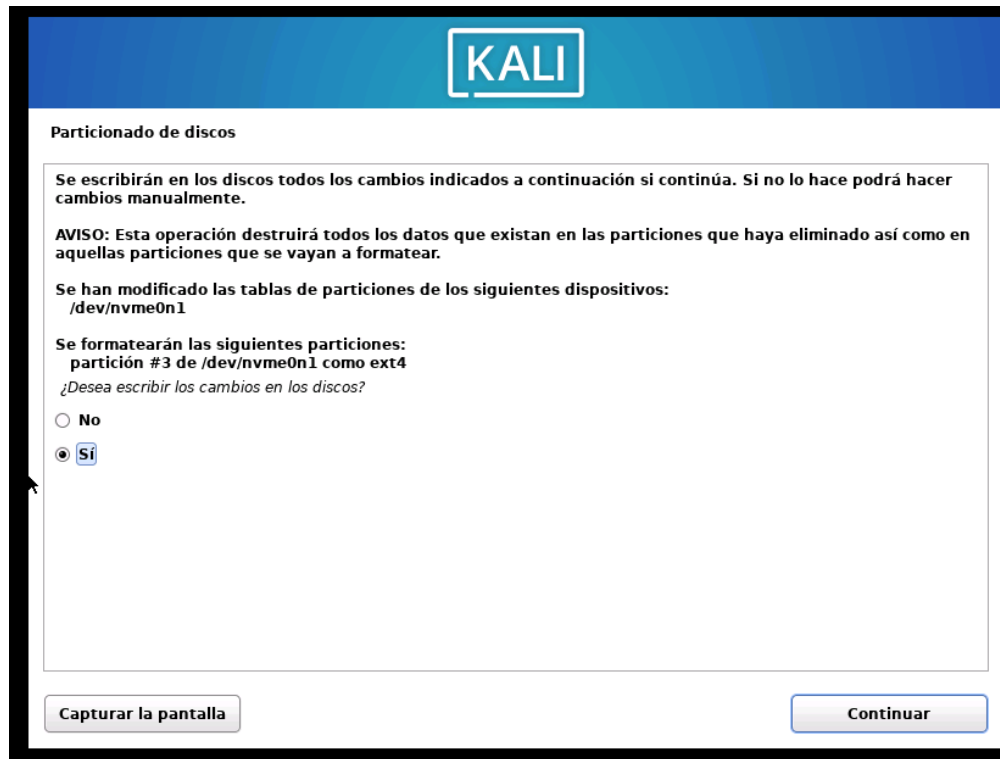 KALI
Particionado de discos
Se escribirán en los discos todos los cambios indicados a continuación si continúa. Si no lo hace podrá hacer
cambios manualmente.
AVISO: Esta operación destruirá todos los datos que existan en las particiones que haya eliminado así como en
aquellas particiones que se vayan a formatear.
Se han modificado las tablas de particiones de los siguientes dispositivos:
/dev/nvme0n1
Se formatearán las siguientes particiones:
partición #3 de /dev/nvme0n1 como ext4
¿Desea escribir los cambios en los discos?
No
Sí
Capturar la pantalla
Continuar